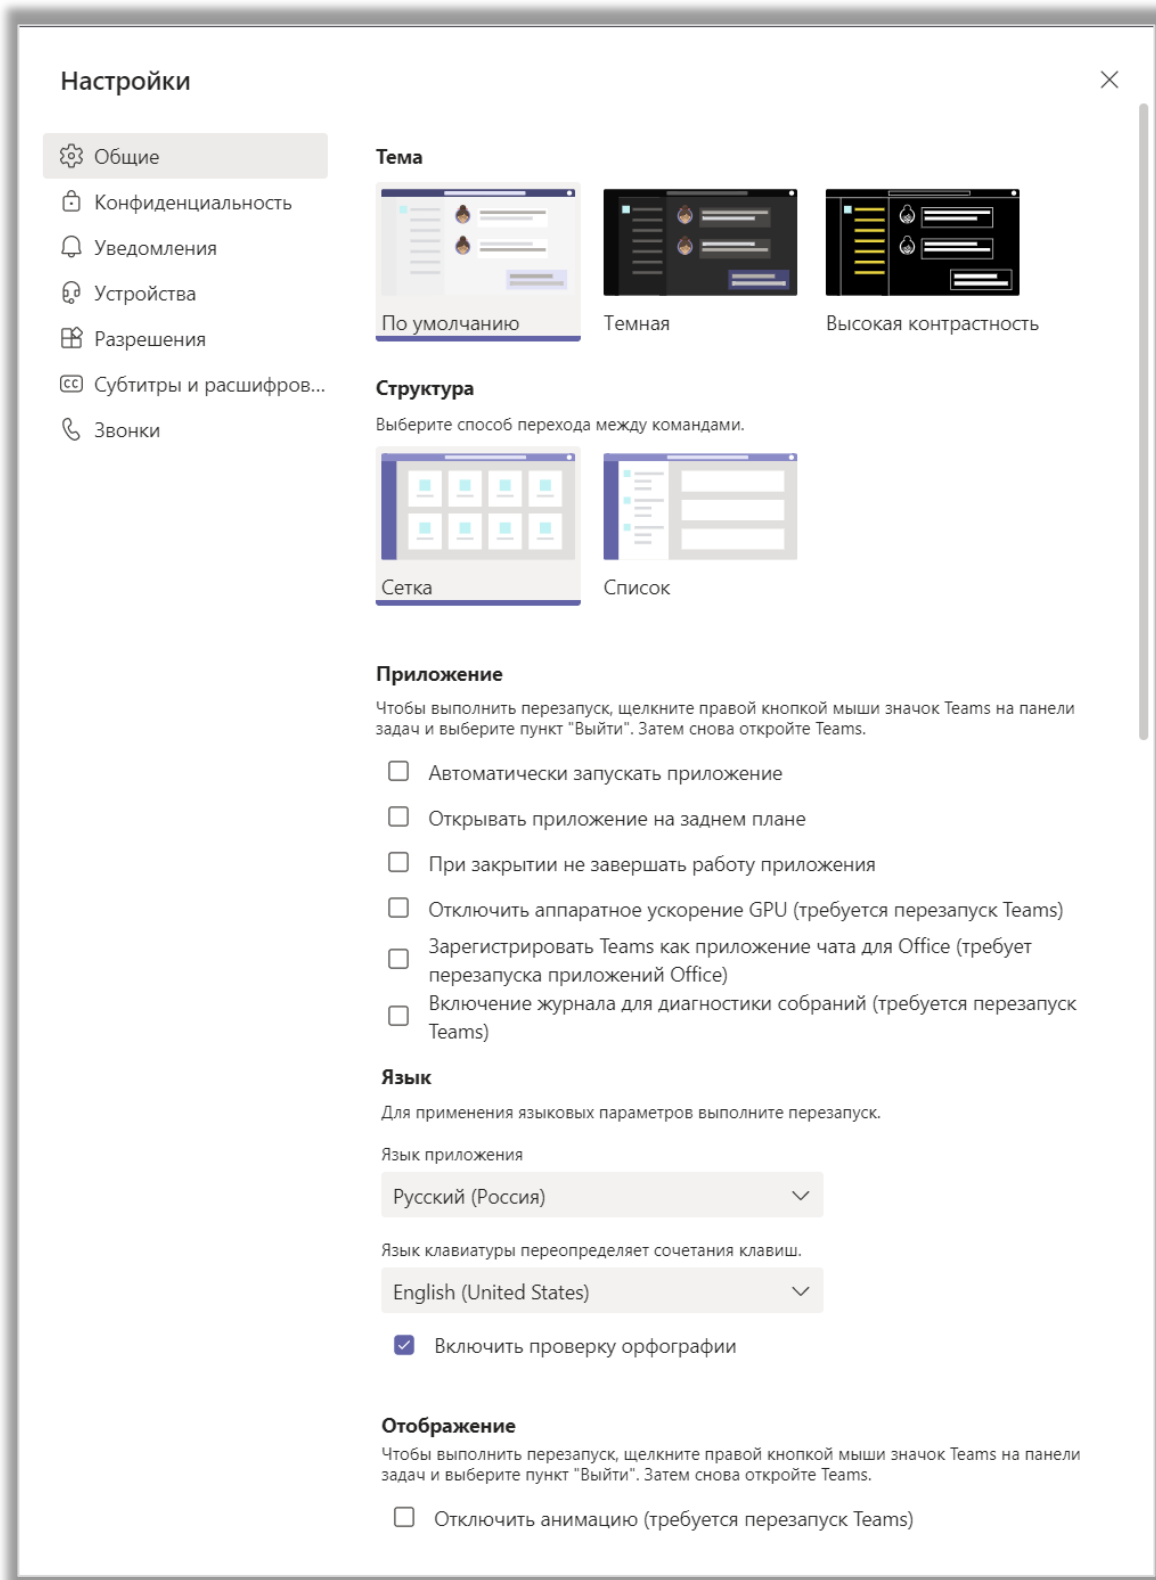 Настройки
Общие
Конфиденциальность
Уведомления
Устройства
Разрешения
Субтитры и расшифров...
Звонки
Тема
По умолчанию
Темная
Высокая контрастность
Структура
Выберите способ перехода между командами.
Сетка
Список
Приложение
Чтобы выполнить перезапуск, щелкните правой кнопкой мыши значок Teams на панели
задач и выберите пункт "Выйти". Затем снова откройте Teams.
Автоматически запускать приложение
Открывать приложение на заднем плане
При закрытии не завершать работу приложения
Отключить аппаратное ускорение GPU (требуется перезапуск Teams)
Зарегистрировать Teams как приложение чата для Office (требует
перезапуска приложений Office)
Включение журнала для диагностики собраний (требуется перезапуск
Teams)
Язык
Для применения языковых параметров выполните перезапуск.
Язык приложения
Русский (Россия)
Язык клавиатуры переопределяет сочетания клавиш.
English (United States)
Включить проверку орфографии
Отображение
Чтобы выполнить перезапуск, щелкните правой кнопкой мыши значок Teams на панели
задач и выберите пункт "Выйти". Затем снова откройте Teams.
Отключить анимацию (требуется перезапуск Teams)